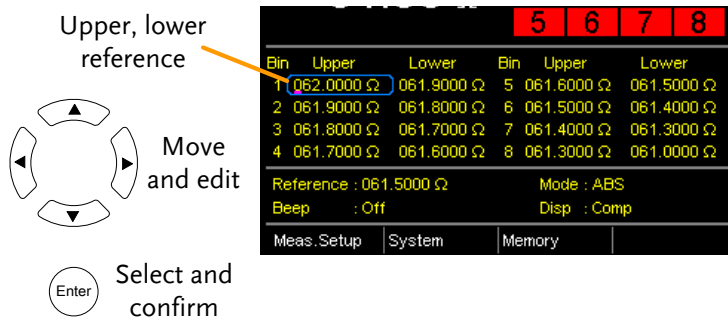 Upper, lower
reference
5 6 7 8
Bin Upper Lower Bin Upper Lower
1 062.0000 Ω 061.9000 Ω 5 061.6000 Ω 061.5000 Ω
2 061.9000 Ω 061.8000 Ω 6 061.5000 Ω 061.4000 Ω
3 061.8000 Ω 061.7000 Ω 7 061.4000 Ω 061.3000 Ω
4 061.7000 Ω 061.6000 Ω 8 061.3000 Ω 061.0000 Ω
Move
and edit
Reference : 061.5000 Ω Mode : ABS
Beep : Off Disp : Comp
Meas.Setup System Memory
Enter
Select and
confirm